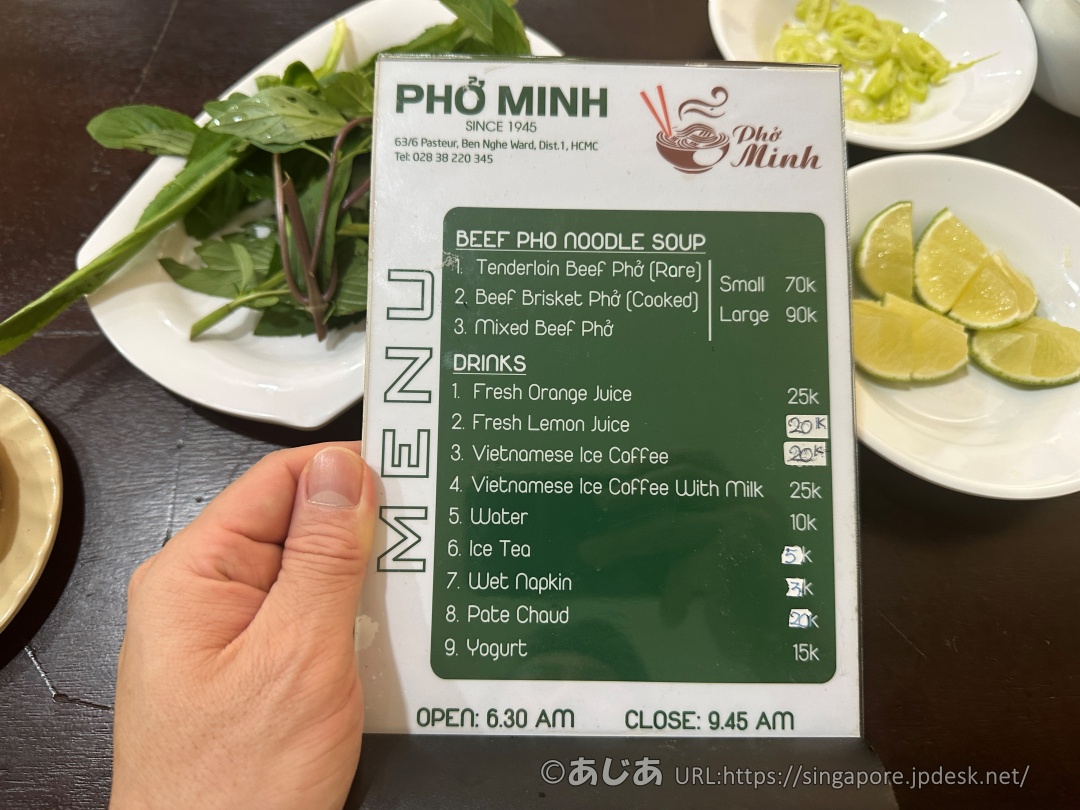 PHỞ MINH
SINCE 1945
63/6 Pasteur, Ben Nghe Ward, Dist.1, HCMC
Tel: 028 38 220 345
Phở
Minh
MENU
BEEF PHO NOODLE SOUP
1. Tenderloin Beef Phở (Rare)
2. Beef Brisket Phở (Cooked)
3. Mixed Beef Phở
Small 70k
Large 90k
DRINKS
1. Fresh Orange Juice 25k
2. Fresh Lemon Juice 20K
3. Vietnamese Ice Coffee 20K
4. Vietnamese Ice Coffee With Milk 25k
5. Water 10k
6. Ice Tea 5k
7. Wet Napkin 3k
8. Pate Chaud 20k
9. Yogurt 15k
OPEN: 6.30 AM CLOSE: 9.45 AM
©あじあ URL:https://singapore.jpdesk.net/